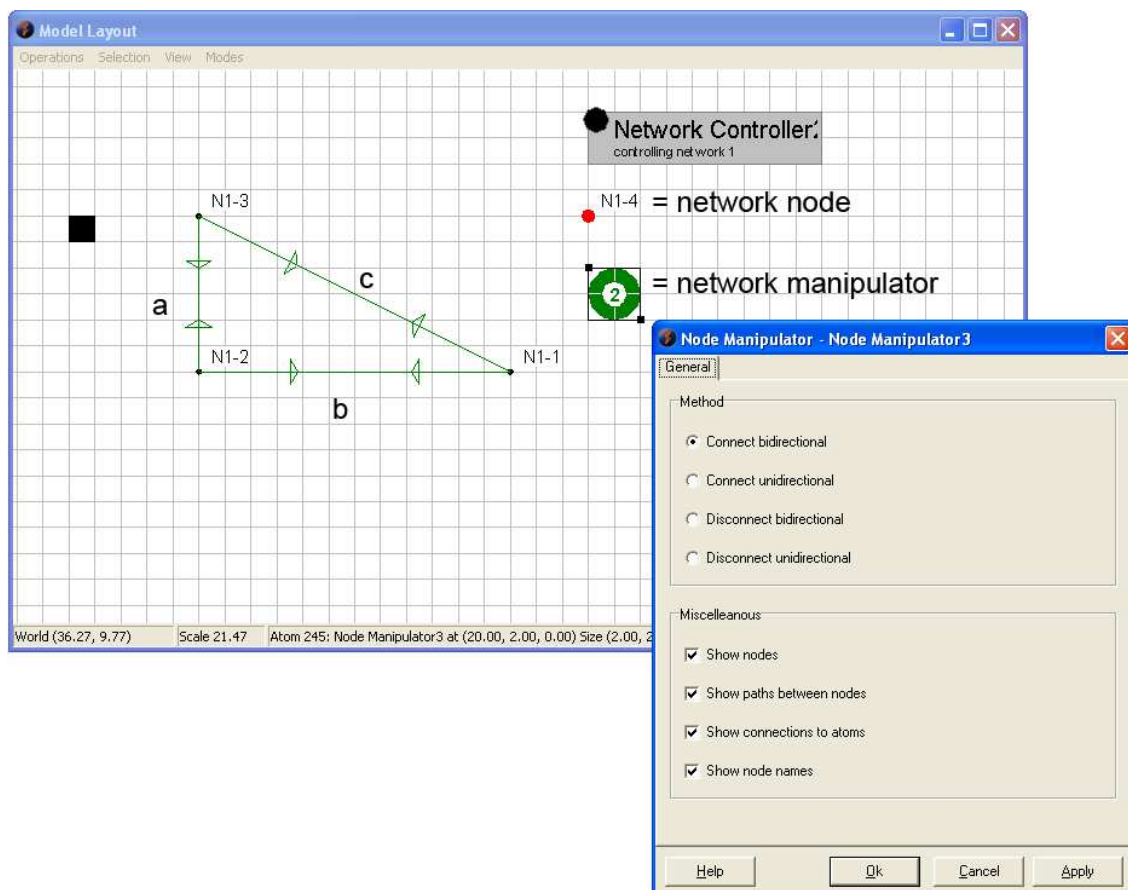 Model Layout
Operations Selection View Modes
Network Controller
controlling network 1
N1-3
N1-4 = network node
c
2 = network manipulator
a
N1-2
N1-1
b
World (36.27, 9.77) Scale 21.47 Atom 245: Node Manipulator3 at (20.00, 2.00, 0.00) Size (2.00, 2
Node Manipulator - Node Manipulator3
General
Method
Connect bidirectional
Connect unidirectional
Disconnect bidirectional
Disconnect unidirectional
Miscelleanous
Show nodes
Show paths between nodes
Show connections to atoms
Show node names
Help Ok Cancel Apply